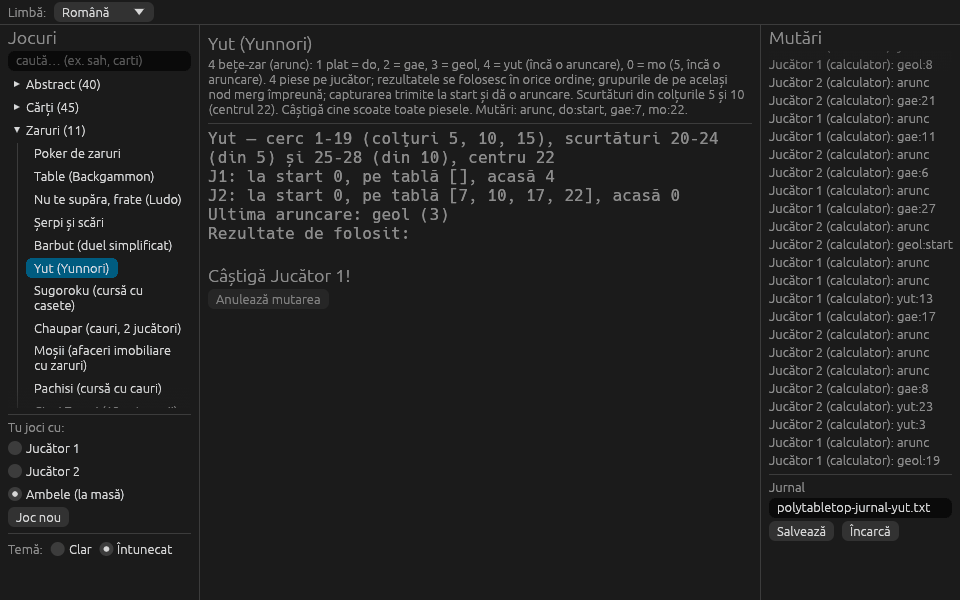 Limbă:
Română
Jocuri
caută… (ex. sah, carti)
Abstract (40)
Cărți (45)
Zaruri (11)
Poker de zaruri
Table (Backgammon)
Nu te supăra, frate (Ludo)
Șerpi și scări
Barbut (duel simplificat)
Yut (Yunnori)
Sugoroku (cursă cu
casete)
Chaupar (cauri, 2 jucători)
Moșii (afaceri imobiliare
cu zaruri)
Pachisi (cursă cu cauri)
Tu joci cu:
Jucător 1
Jucător 2
Ambele (la masă)
Joc nou
Temă:
Clar
Întunecat
Yut (Yunnori)
4 bețe-zar (arunc): 1 plat = do, 2 = gae, 3 = geol, 4 = yut (încă o aruncare), 0 = mo (5, încă o
aruncare). 4 piese pe jucător; rezultatele se folosesc în orice ordine; grupurile de pe același
nod merg împreună; capturarea trimite la start și dă o aruncare. Scurtături din colțurile 5 și 10
(centrul 22). Câștigă cine scoate toate piesele. Mutări: arunc, do:start, gae:7, mo:22.
Yut — cerc 1-19 (colțuri 5, 10, 15), scurtături 20-24
(din 5) și 25-28 (din 10), centru 22
J1: la start 0, pe tablă [], acasă 4
J2: la start 0, pe tablă [7, 10, 17, 22], acasă 0
Ultima aruncare: geol (3)
Rezultate de folosit:
Câștigă Jucător 1!
Anulează mutarea
Mutări
Jucător 1 (calculator): geol:8
Jucător 2 (calculator): arunc
Jucător 2 (calculator): gae:21
Jucător 1 (calculator): arunc
Jucător 1 (calculator): gae:11
Jucător 2 (calculator): arunc
Jucător 2 (calculator): gae:6
Jucător 1 (calculator): arunc
Jucător 1 (calculator): gae:27
Jucător 2 (calculator): arunc
Jucător 2 (calculator): geol:start
Jucător 1 (calculator): arunc
Jucător 1 (calculator): arunc
Jucător 1 (calculator): yut:13
Jucător 1 (calculator): gae:17
Jucător 2 (calculator): arunc
Jucător 2 (calculator): arunc
Jucător 2 (calculator): arunc
Jucător 2 (calculator): gae:8
Jucător 2 (calculator): yut:23
Jucător 2 (calculator): yut:3
Jucător 1 (calculator): arunc
Jucător 1 (calculator): geol:19
Jurnal
polytabletop-jurnal-yut.txt
Salvează
Încarcă